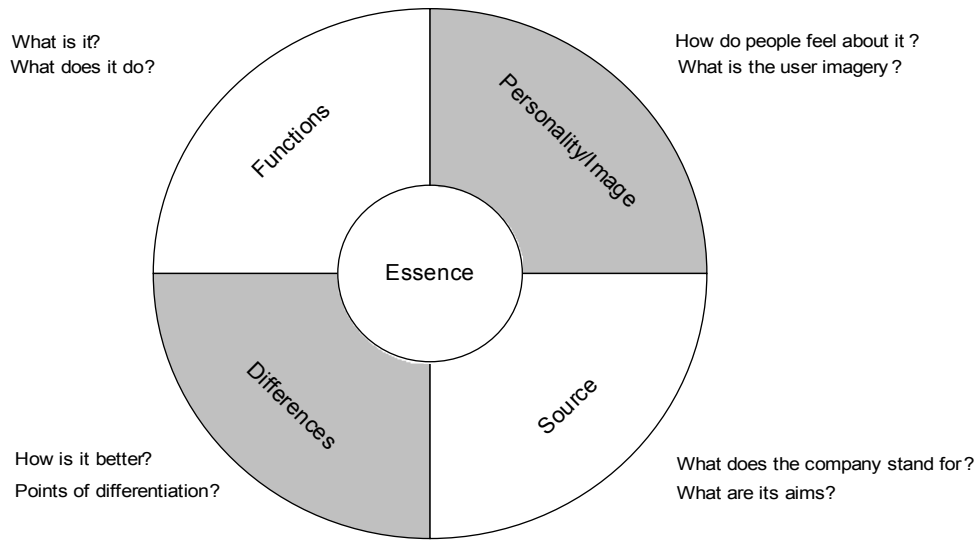 What is it?
What does it do?
How do people feel about it ?
What is the user imagery ?
Functions
Personality/Image
Essence
Differences
Source
How is it better?
Points of differentiation?
What does the company stand for ?
What are its aims?